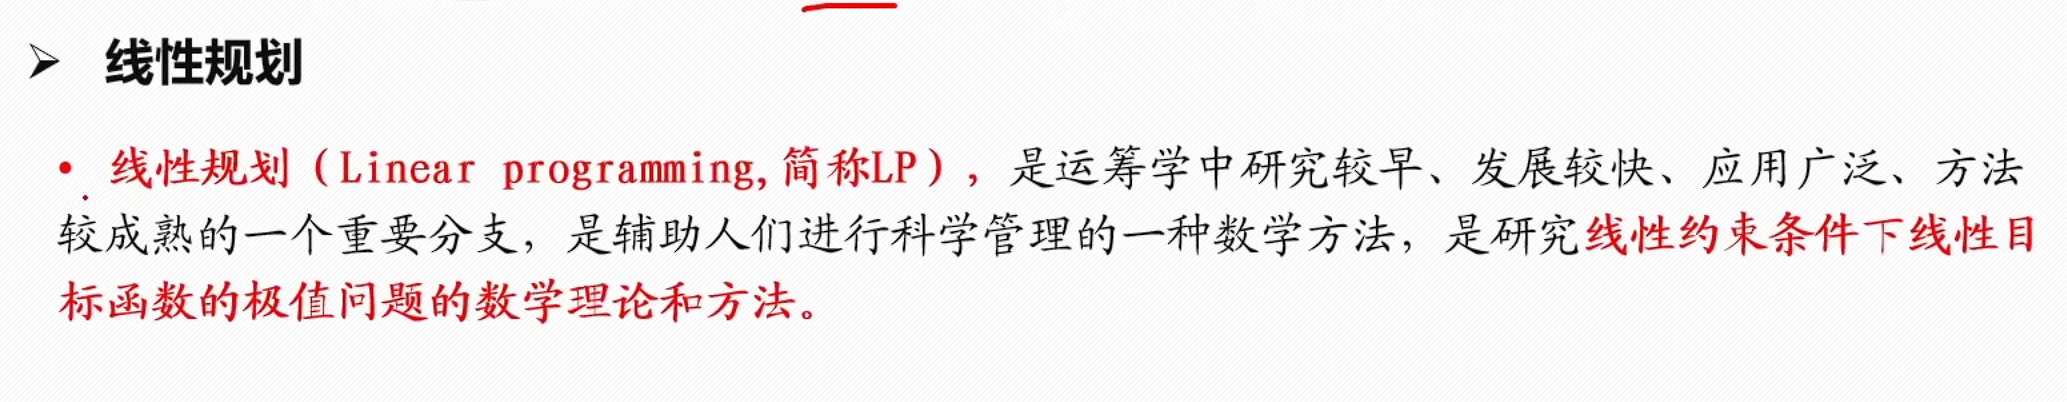 线性规划
线性规划（Linear programming,简称LP），是运筹学中研究较早、发展较快、应用广泛、方法
较成熟的一个重要分支，是辅助人们进行科学管理的一种数学方法，是研究线性约束条件下线性目
标函数的极值问题的数学理论和方法。